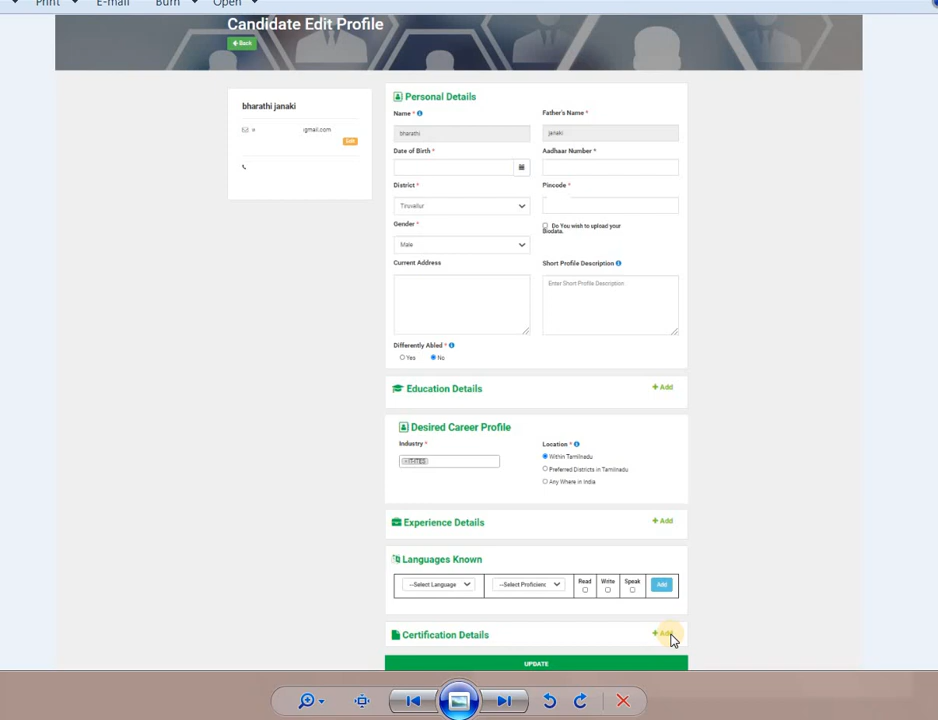 Print
E-mail
Burn
Open
Candidate Edit Profile
Back
bharathi janaki
gmail.com
Edit
Personal Details
Name *
Father's Name *
bharathi
janaki
Date of Birth *
Aadhaar Number *
District *
Pincode *
Tiruvallur
Gender *
Do You wish to upload your
Biodata.
Male
Current Address
Short Profile Description
Enter Short Profile Description
Differently Abled *
Yes
No
Education Details
+ Add
Desired Career Profile
Industry *
Location *
Within Tamilnadu
Preferred Districts in Tamilnadu
Any Where in India
Experience Details
+ Add
Languages Known
--Select Language
--Select Proficienc
Read
Write
Speak
Add
Certification Details
+ Add
UPDATE